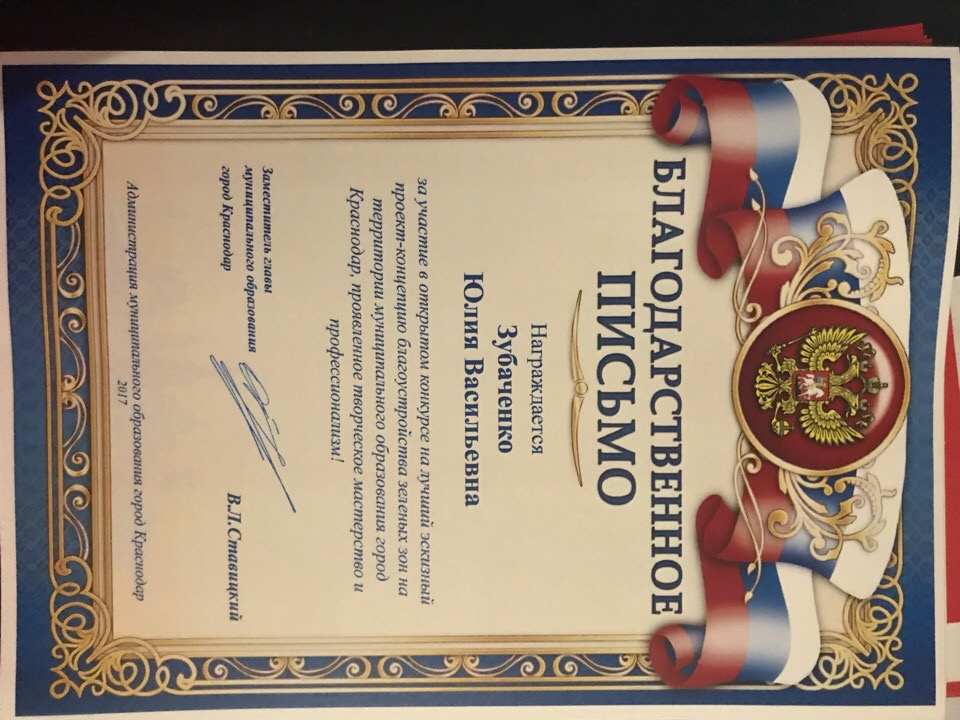 БЛАГОДАРСТВЕННОЕ
ПИСЬМО
Награждается
Зубаченко
Юлия Васильевна
за участие в открытом конкурсе на лучший эскизный
проект-концепцию благоустройства зеленых зон на
территории муниципального образования город
Краснодар, проявленное творческое мастерство и
профессионализм!
Заместитель главы
муниципального образования
город Краснодар
В.Л.Ставицкий
Администрация муниципального образования город Краснодар
2017